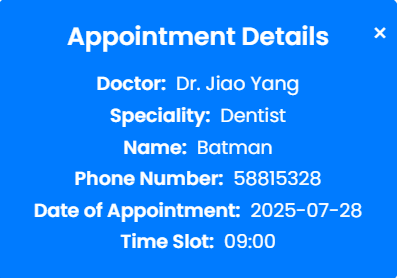 Appointment Details
×
Doctor: Dr. Jiao Yang
Speciality: Dentist
Name: Batman
Phone Number: 58815328
Date of Appointment: 2025-07-28
Time Slot: 09:00